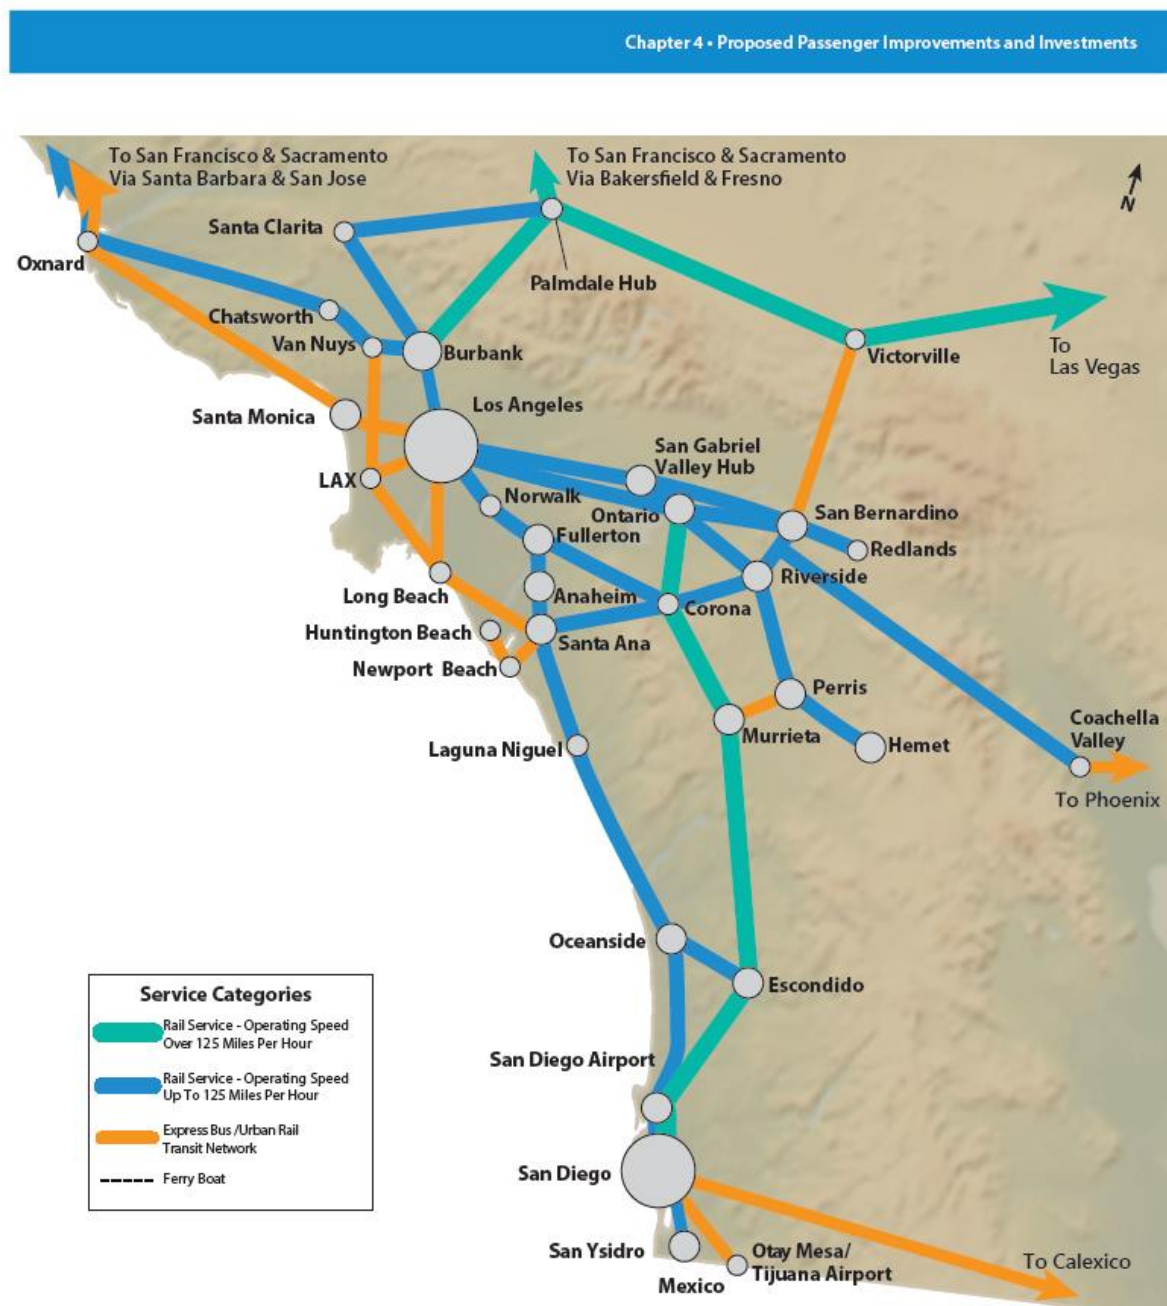 Chapter 4 • Proposed Passenger Improvements and Investments
To San Francisco & Sacramento
Via Santa Barbara & San Jose
To San Francisco & Sacramento
Via Bakersfield & Fresno
N
Santa Clarita
Oxnard
Palmdale Hub
Chatsworth
Van Nuys
Burbank
Victorville
To
Las Vegas
Santa Monica
Los Angeles
San Gabriel
Valley Hub
LAX
Norwalk
Ontario
San Bernardino
Fullerton
Redlands
Riverside
Long Beach
Anaheim
Corona
Huntington Beach
Santa Ana
Newport Beach
Perris
Murrieta
Hemet
Laguna Niguel
Coachella
Valley
To Phoenix
Oceanside
Escondido
San Diego Airport
San Diego
San Ysidro
Otay Mesa/
Tijuana Airport
Mexico
To Calexico
Service Categories
Rail Service - Operating Speed
Over 125 Miles Per Hour
Rail Service - Operating Speed
Up To 125 Miles Per Hour
Express Bus /Urban Rail
Transit Network
Ferry Boat